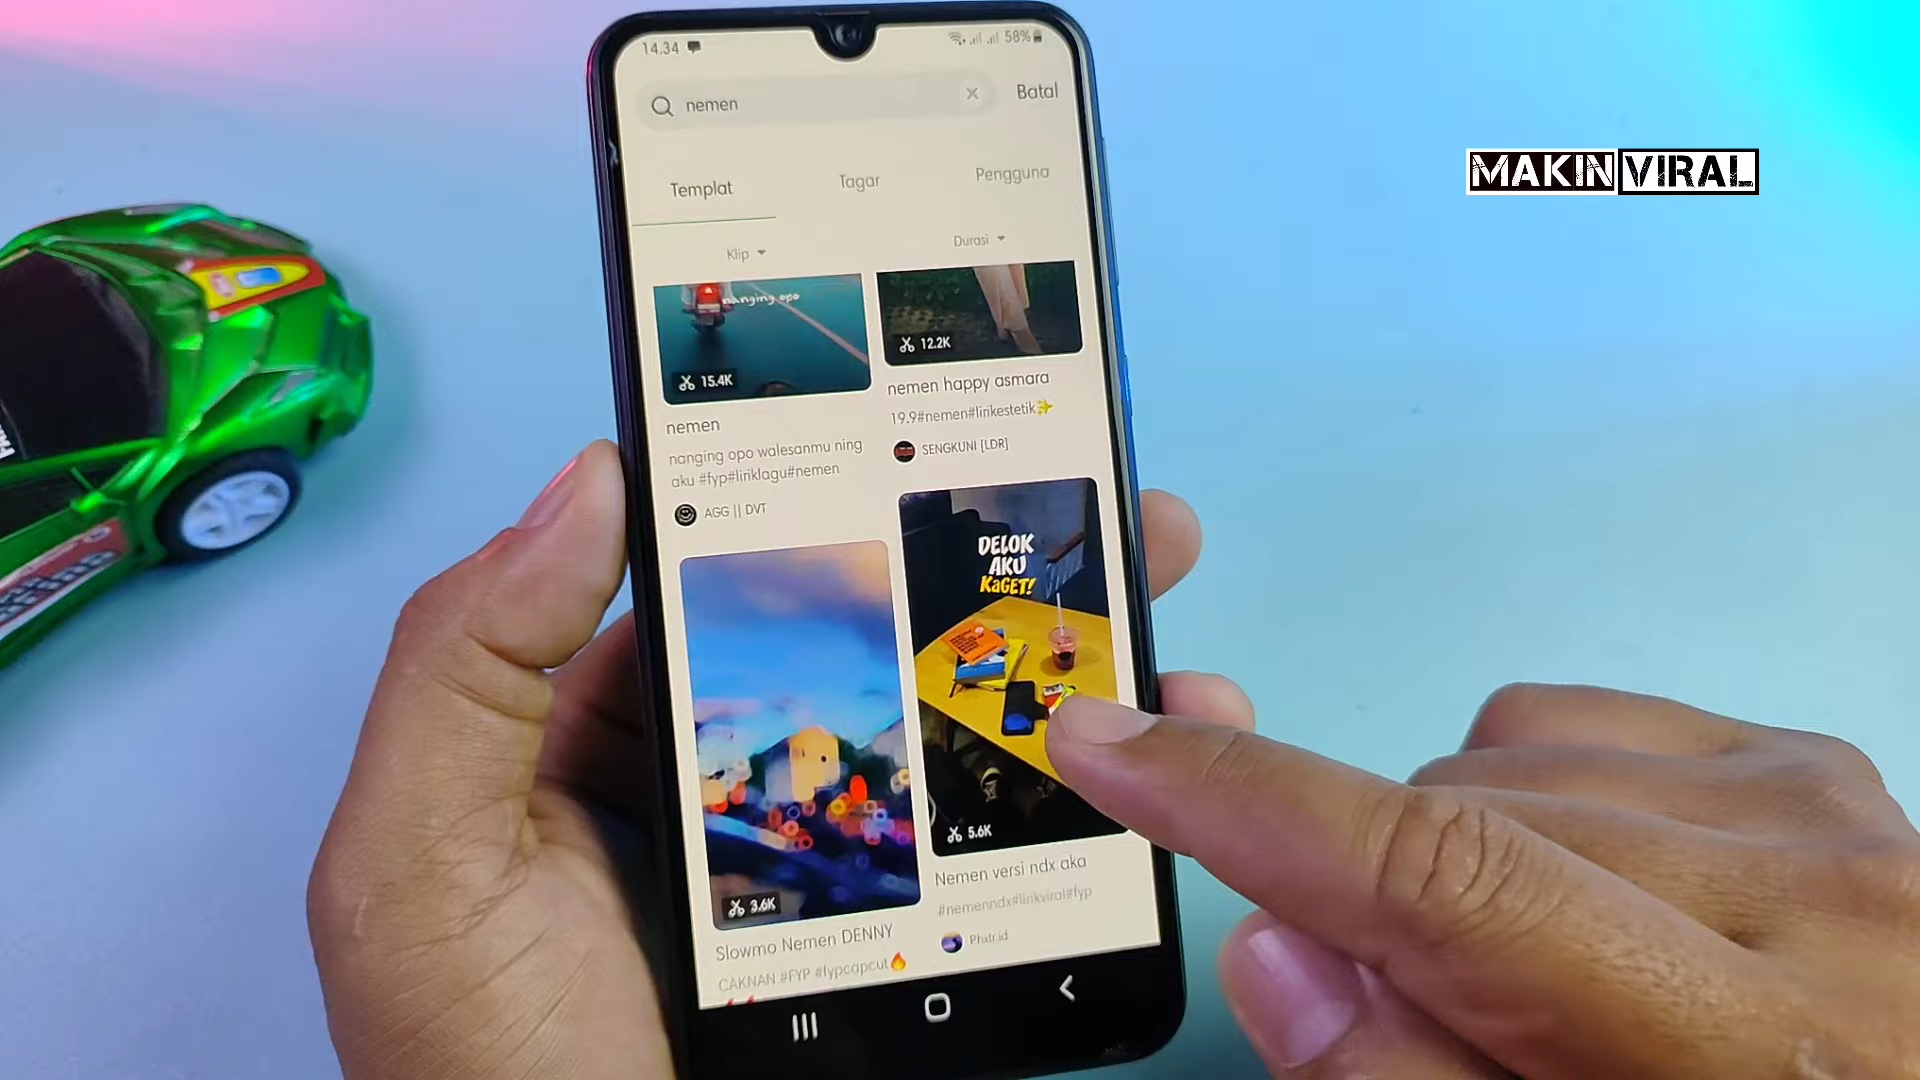 14.34
58%
nemen
Batal
Templat
Tagar
Pengguna
Klip
Durasi
nanging opo
15.4K
12.2K
nemen
nanging opo walesanmu ning
aku #fyp#liriklagu#nemen
AGG || DVT
nemen happy asmara
19.9#nemen#lirikestetik✨
SENGKUNI [LDR]
DELOK
AKU
KaGET!
3.6K
5.6K
Slowmo Nemen DENNY
CAKNAN #FYP #fypcapcut🔥
Nemen versi ndx aka
#nemenndx#lirikviral#fyp
Phxtr.id
MAKIN VIRAL